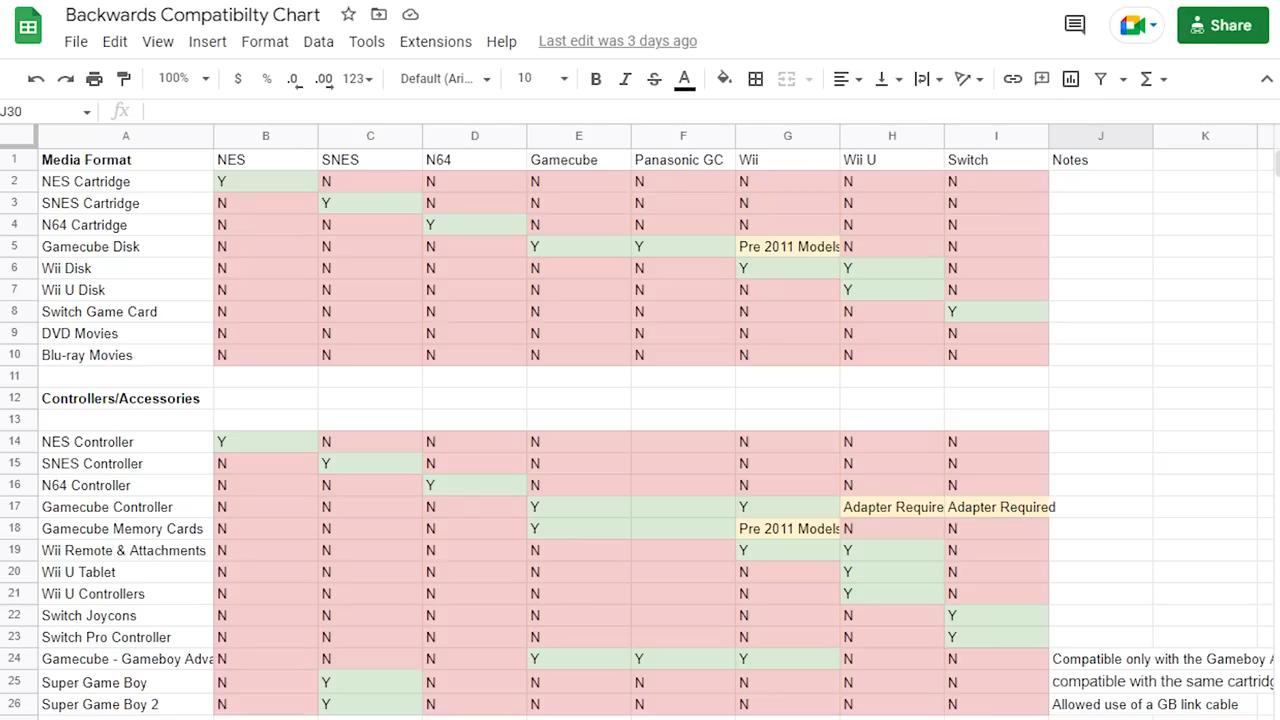 Backwards Compatibilty Chart
File Edit View Insert Format Data Tools Extensions Help Last edit was 3 days ago
Share
100% $ % .0 .00 123 Default (Ari... 10 B I S A
J30 fx
A B C D E F G H I J K
1 Media Format NES SNES N64 Gamecube Panasonic GC Wii Wii U Switch Notes
2 NES Cartridge Y N N N N N N N
3 SNES Cartridge N Y N N N N N N
4 N64 Cartridge N N Y N N N N N
5 Gamecube Disk N N N Y Y Pre 2011 Models N N
6 Wii Disk N N N N N Y Y N
7 Wii U Disk N N N N N N Y N
8 Switch Game Card N N N N N N N Y
9 DVD Movies N N N N N N N N
10 Blu-ray Movies N N N N N N N N
11
12 Controllers/Accessories
13
14 NES Controller Y N N N N N N
15 SNES Controller N Y N N N N N
16 N64 Controller N N Y N N N N
17 Gamecube Controller N N N Y Y Adapter Require Adapter Required
18 Gamecube Memory Cards N N N Y Pre 2011 Models N N
19 Wii Remote & Attachments N N N N Y Y N
20 Wii U Tablet N N N N N Y N
21 Wii U Controllers N N N N N Y N
22 Switch Joycons N N N N N N Y
23 Switch Pro Controller N N N N N N Y
24 Gamecube - Gameboy Adva N N N Y Y Y N N Compatible only with the Gameboy A
25 Super Game Boy N Y N N N N N compatible with the same cartridg
26 Super Game Boy 2 N Y N N N N N Allowed use of a GB link cable